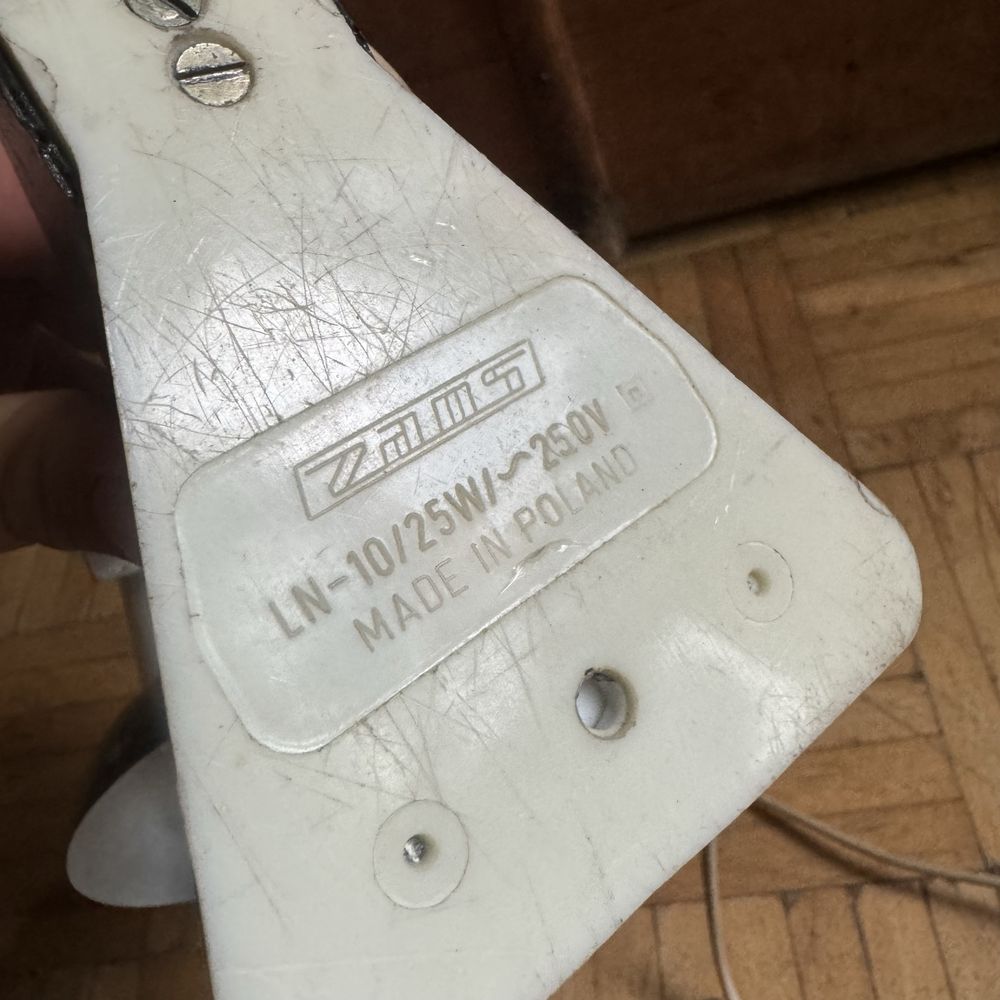 ZAMS
LN-10/25W/~250V
MADE IN POLAND